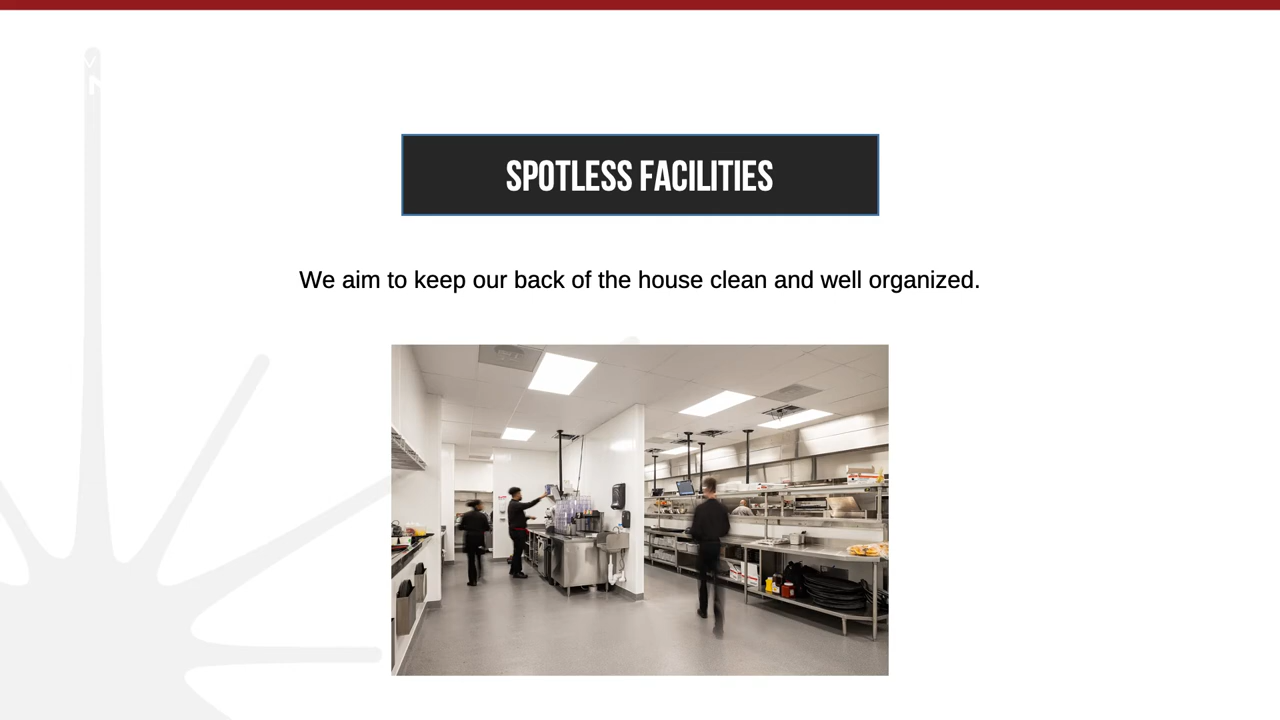 SPOTLESS FACILITIES
We aim to keep our back of the house clean and well organized.